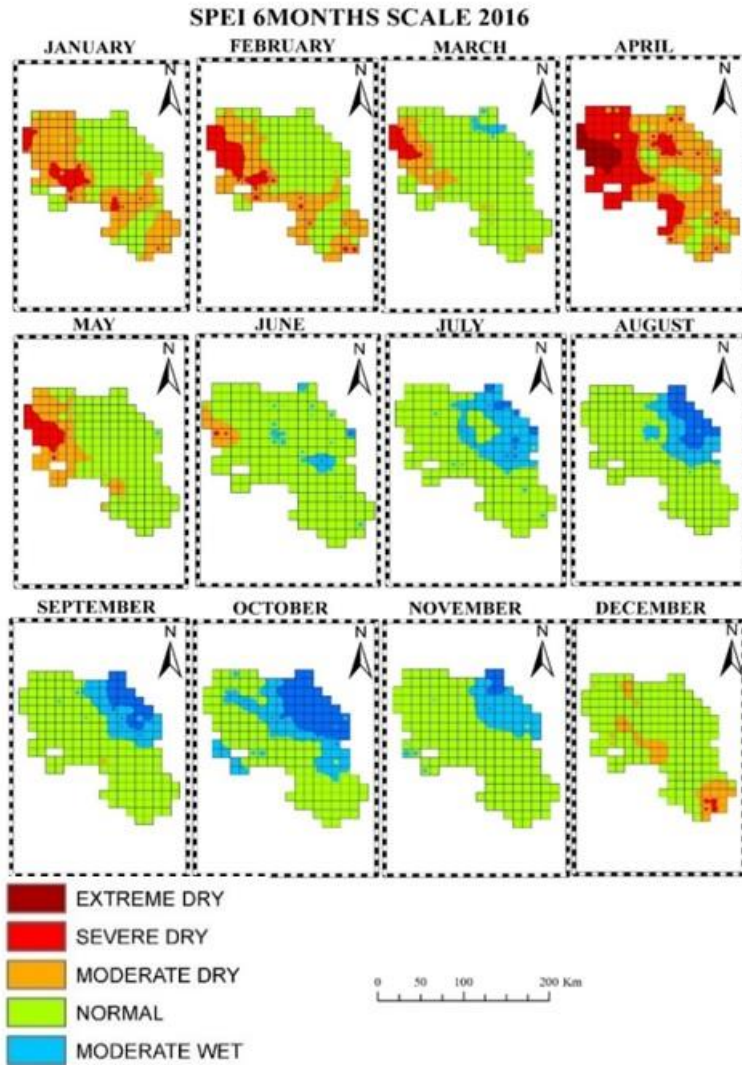 SPEI 6MONTHS SCALE 2016
JANUARY FEBRUARY MARCH APRIL
N N N N
MAY JUNE JULY AUGUST
N N N N
SEPTEMBER OCTOBER NOVEMBER DECEMBER
N N N N
EXTREME DRY
SEVERE DRY
MODERATE DRY
NORMAL
MODERATE WET
0 50 100 200 Km